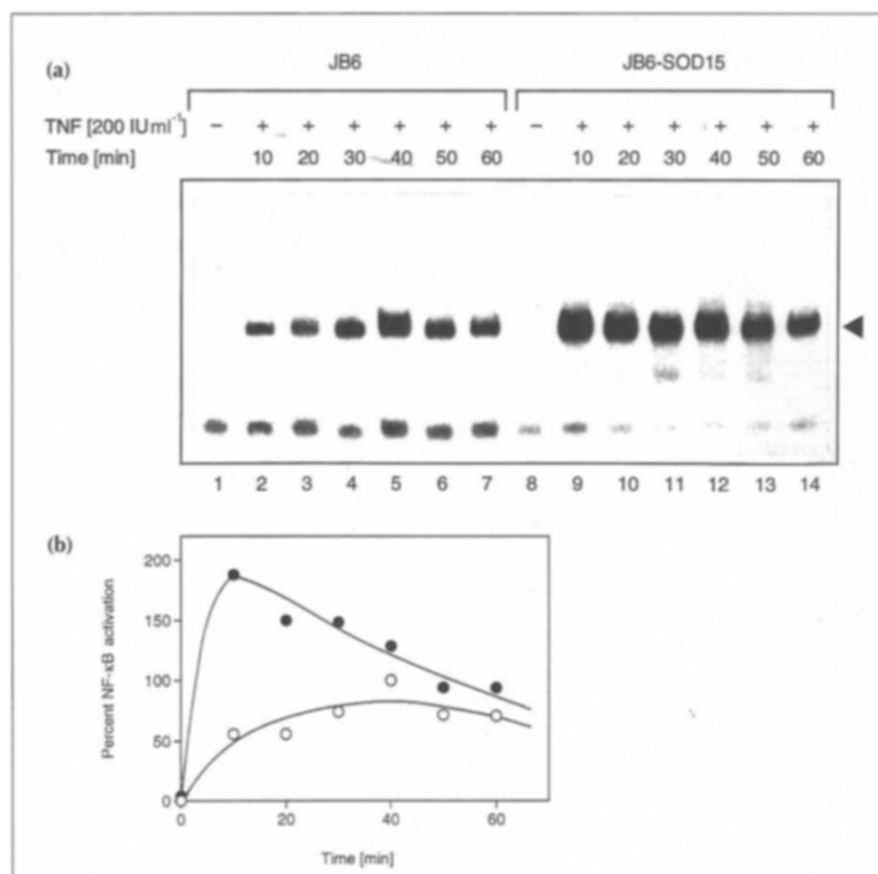 (a)
JB6 JB6-SOD15
TNF [200 IUml⁻¹] – + + + + + + – + + + + + +
Time [min] 10 20 30 40 50 60 10 20 30 40 50 60
1 2 3 4 5 6 7 8 9 10 11 12 13 14
(b)
Percent NF-κB activation
200
150
100
50
0
0 20 40 60
Time [min]